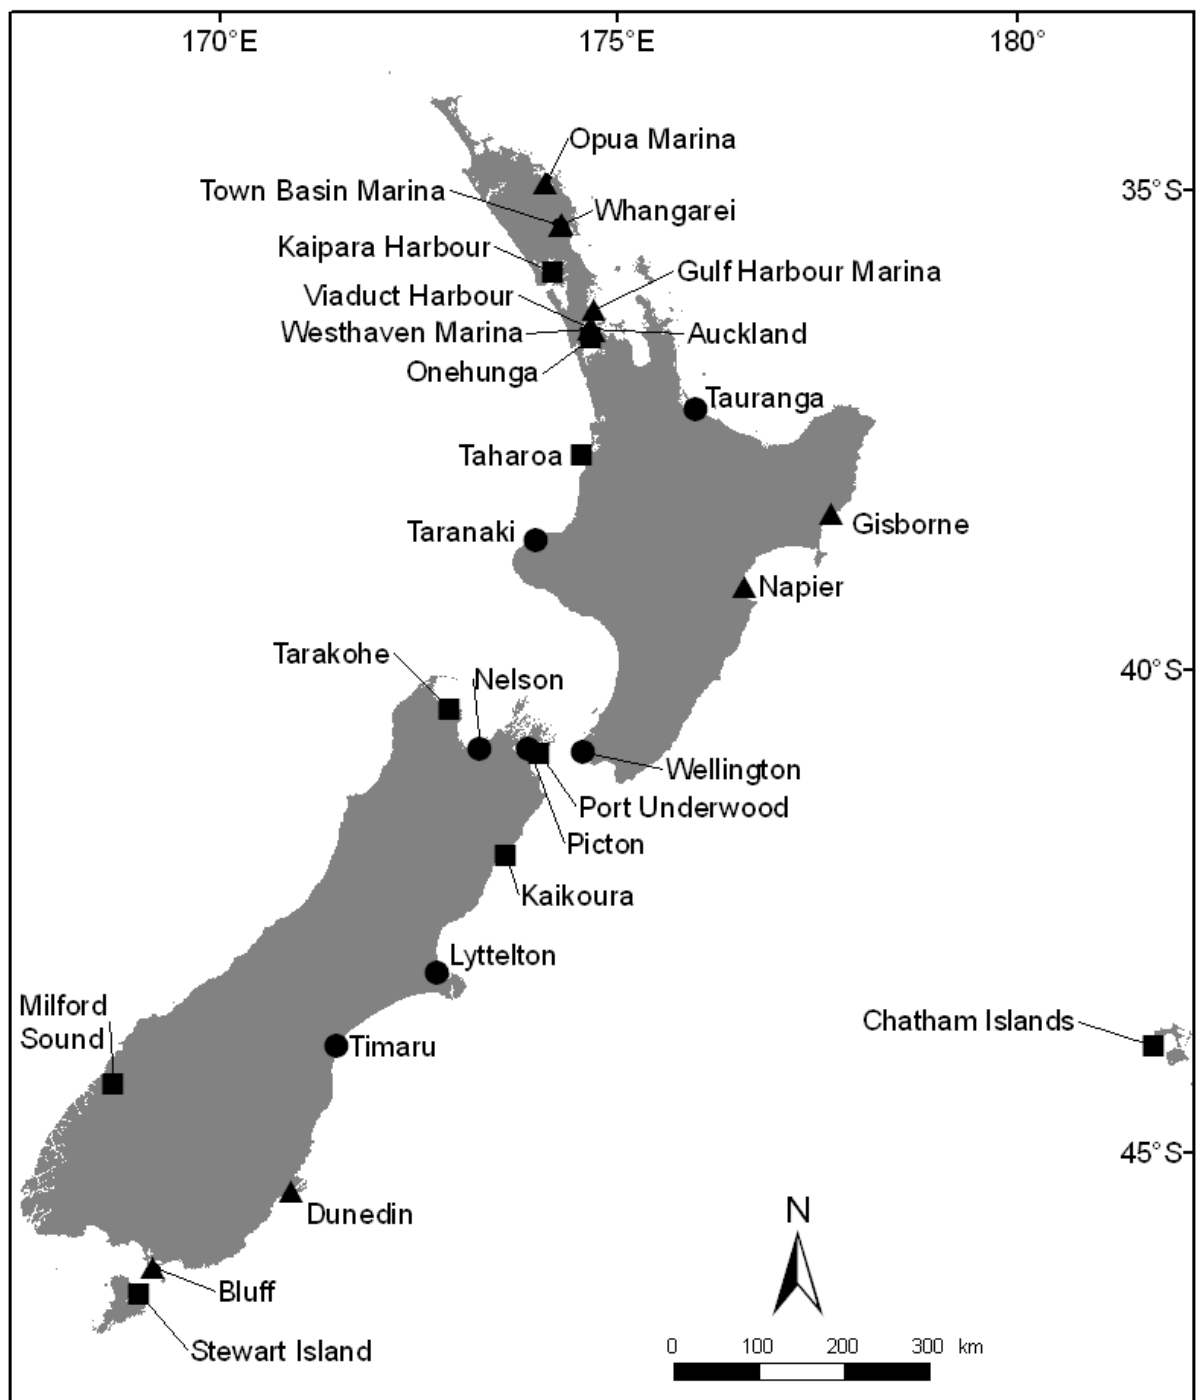 170°E 175°E 180°
Opua Marina
35°S
Town Basin Marina
Whangarei
Kaipara Harbour
Gulf Harbour Marina
Viaduct Harbour
Westhaven Marina
Auckland
Onehunga
Tauranga
Taharoa
Taranaki
Gisborne
Napier
Tarakohe
40°S
Nelson
Wellington
Port Underwood
Picton
Kaikoura
Lyttelton
Milford
Sound
Chatham Islands
Timaru
45°S
Dunedin
N
Bluff
Stewart Island
0 100 200 300 km